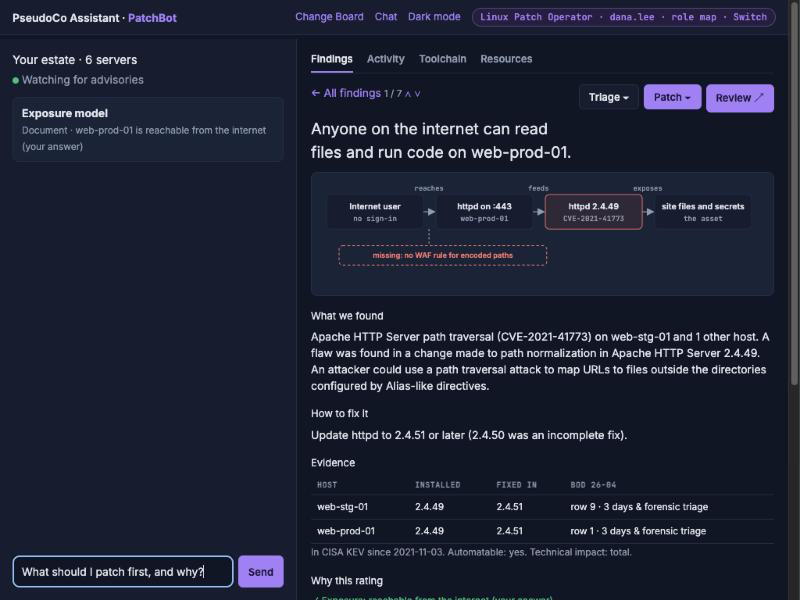 PseudoCo Assistant · PatchBot
Change Board Chat Dark mode Linux Patch Operator · dana.lee · role map · Switch
Your estate · 6 servers
Watching for advisories
Exposure model
Document · web-prod-01 is reachable from the internet
(your answer)
What should I patch first, and why?
Send
Findings Activity Toolchain Resources
← All findings 1 / 7 ∧ ∨
Triage
Patch
Review ↗
Anyone on the internet can read
files and run code on web-prod-01.
reaches feeds exposes
Internet user
no sign-in
httpd on :443
web-prod-01
httpd 2.4.49
CVE-2021-41773
site files and secrets
the asset
missing: no WAF rule for encoded paths
What we found
Apache HTTP Server path traversal (CVE-2021-41773) on web-stg-01 and 1 other host. A
flaw was found in a change made to path normalization in Apache HTTP Server 2.4.49.
An attacker could use a path traversal attack to map URLs to files outside the directories
configured by Alias-like directives.
How to fix it
Update httpd to 2.4.51 or later (2.4.50 was an incomplete fix).
Evidence
HOST INSTALLED FIXED IN BOD 26-04
web-stg-01 2.4.49 2.4.51 row 9 · 3 days & forensic triage
web-prod-01 2.4.49 2.4.51 row 1 · 3 days & forensic triage
In CISA KEV since 2021-11-03. Automatable: yes. Technical impact: total.
Why this rating
✓ Exposure: reachable from the internet (your answer)